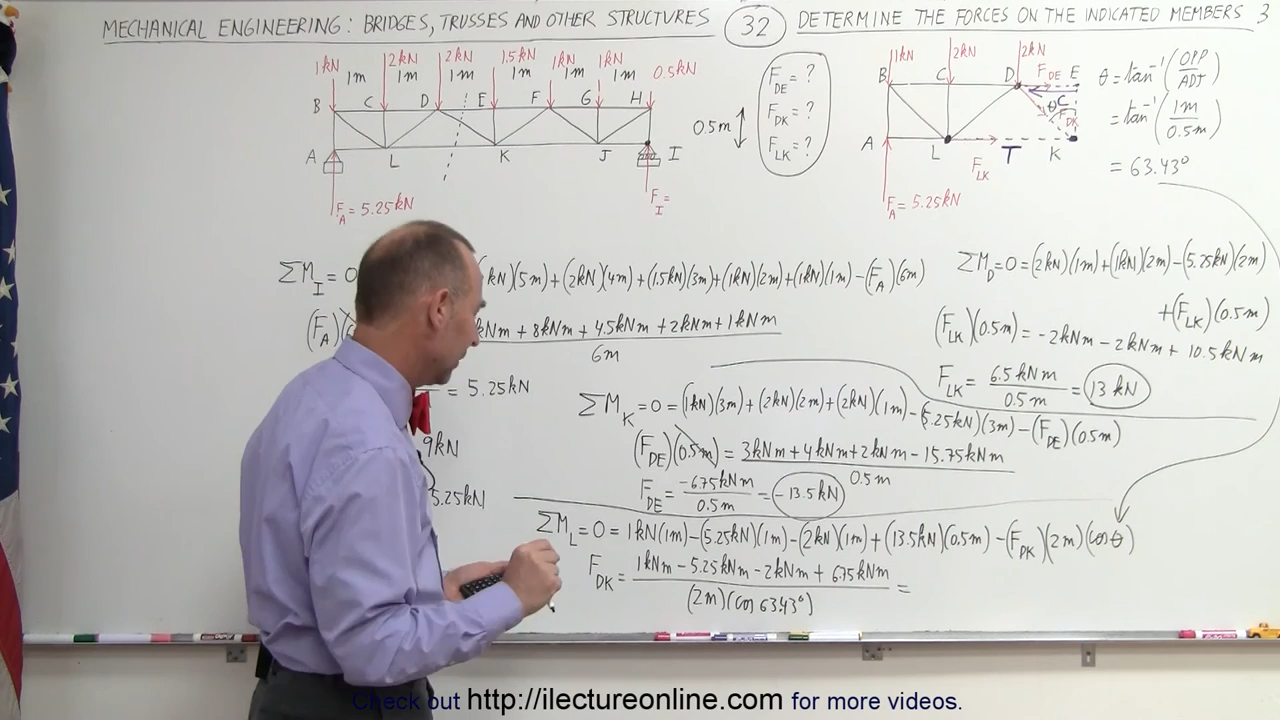 MECHANICAL ENGINEERING: BRIDGES, TRUSSES AND OTHER STRUCTURES 32 DETERMINE THE FORCES ON THE INDICATED MEMBERS 3
1kN 2kN 2kN 1.5kN 1kN 1kN 0.5kN
1m 1m 1m 1m 1m 1m
B C D E F G H
A L K J I
0.5m
F_A = 5.25kN
F_I =
F_DE = ?
F_DK = ?
F_LK = ?
1kN 2kN 2kN
B C D F_DE E
C
θ F_DK
A L T K
F_LK
F_A = 5.25kN
θ = tan⁻¹(OPP/ADJ)
= tan⁻¹(1m/0.5m)
= 63.43°
ΣM_I = 0 kN)(5m)+(2kN)(4m)+(1.5kN)(3m)+(1kN)(2m)+(1kN)(1m)-(F_A)(6m)
(F_A) kNm + 8kNm + 4.5kNm + 2kNm + 1kNm
6m
= 5.25kN
9kN
5.25kN
ΣM_D=0=(2kN)(1m)+(1kN)(2m)-(5.25kN)(2m)
+(F_LK)(0.5m)
(F_LK)(0.5m) = -2kNm - 2kNm + 10.5kNm
F_LK = 6.5kNm/0.5m = 13 kN
ΣM_K=0=(1kN)(3m)+(2kN)(2m)+(2kN)(1m)-(5.25kN)(3m)-(F_DE)(0.5m)
(F_DE)(0.5m) = 3kNm + 4kNm + 2kNm - 15.75kNm
0.5m
F_DE = -6.75kNm/0.5m = -13.5kN
ΣM_L=0= 1kN(1m)-(5.25kN)(1m)-(2kN)(1m)+(13.5kN)(0.5m)-(F_DK)(2m)(cos θ)
F_DK = 1kNm - 5.25kNm - 2kNm + 6.75kNm =
(2m)(cos 63.43°)
Check out http://ilectureonline.com for more videos.